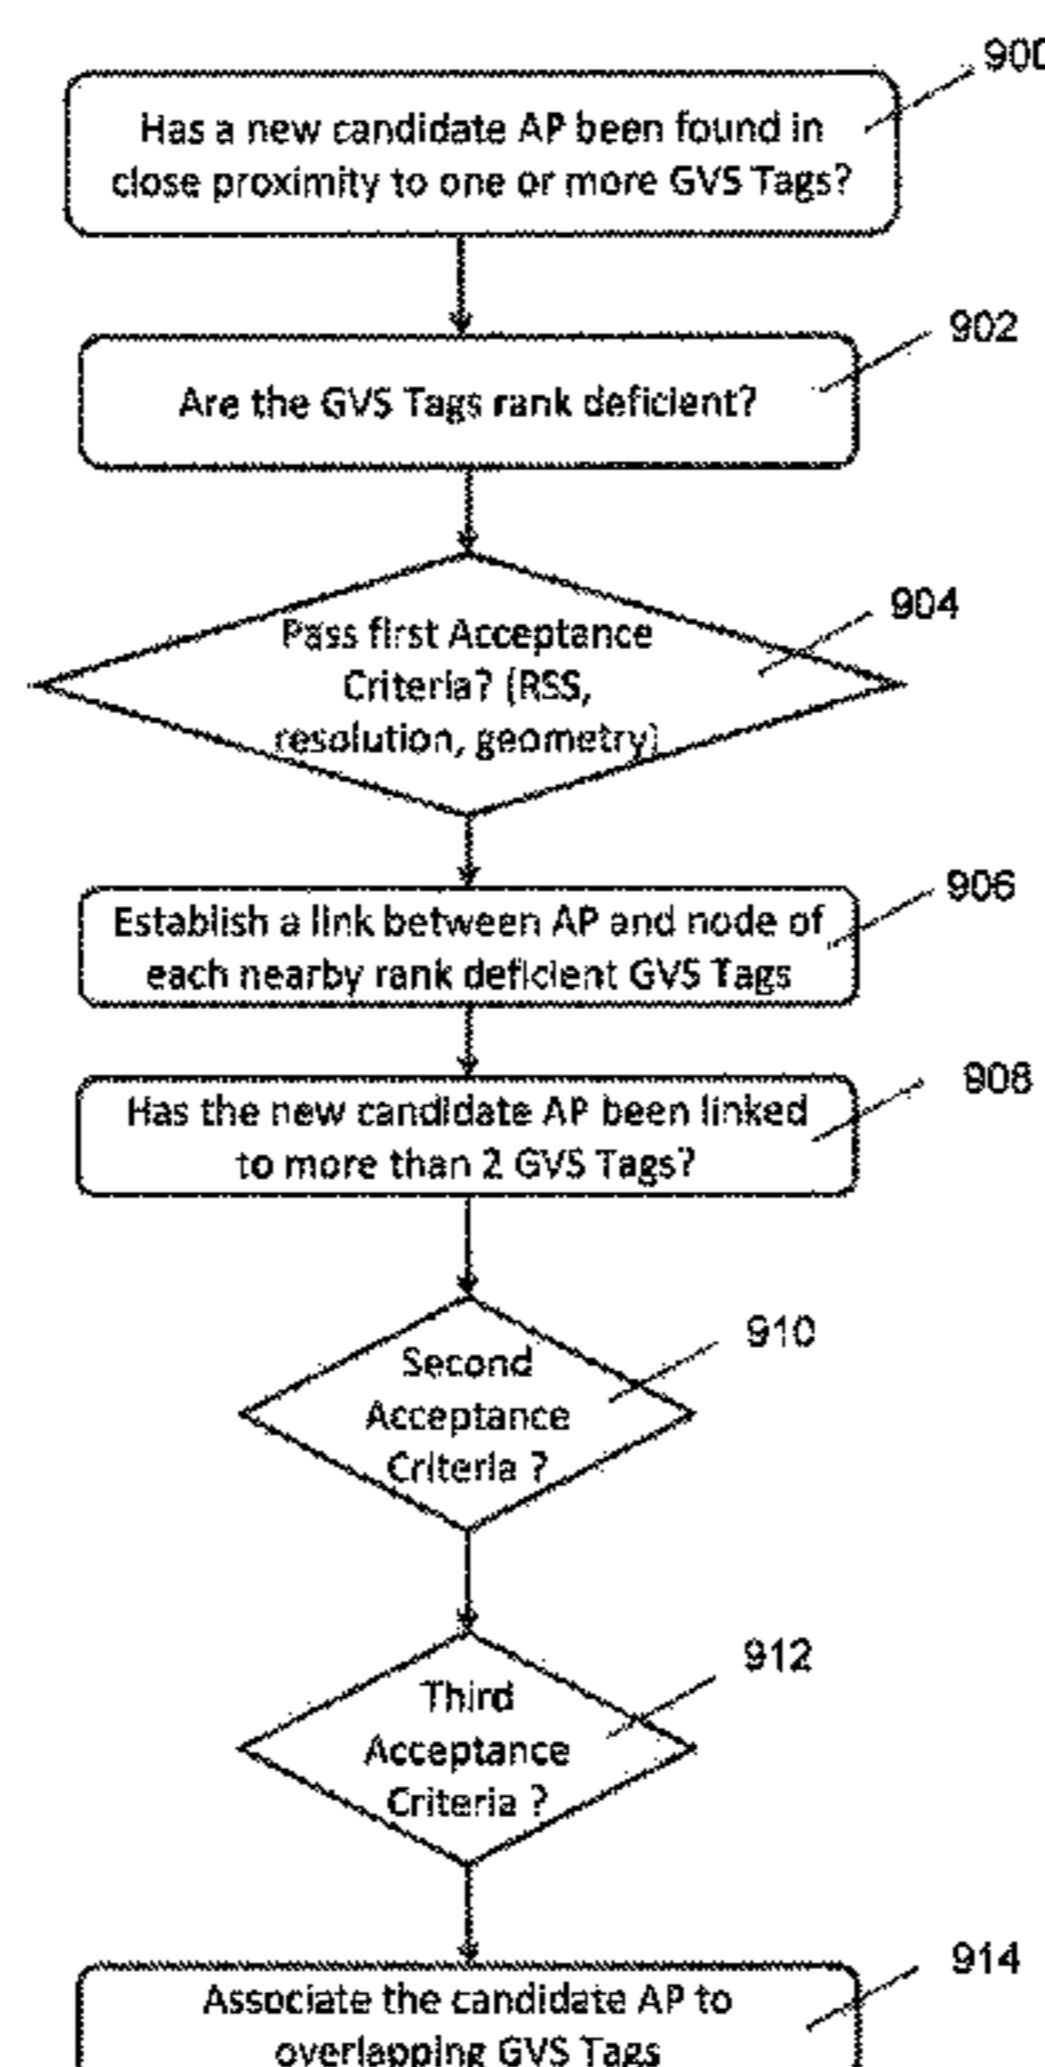 900
Has a new candidate AP been found in
close proximity to one or more GVS Tags?
902
Are the GVS Tags rank deficient?
904
Pass first Acceptance
Criteria? (RSS,
resolution, geometry)
906
Establish a link between AP and node of
each nearby rank deficient GVS Tags
908
Has the new candidate AP been linked
to more than 2 GVS Tags?
910
Second
Acceptance
Criteria ?
912
Third
Acceptance
Criteria ?
914
Associate the candidate AP to
overlapping GVS Tags